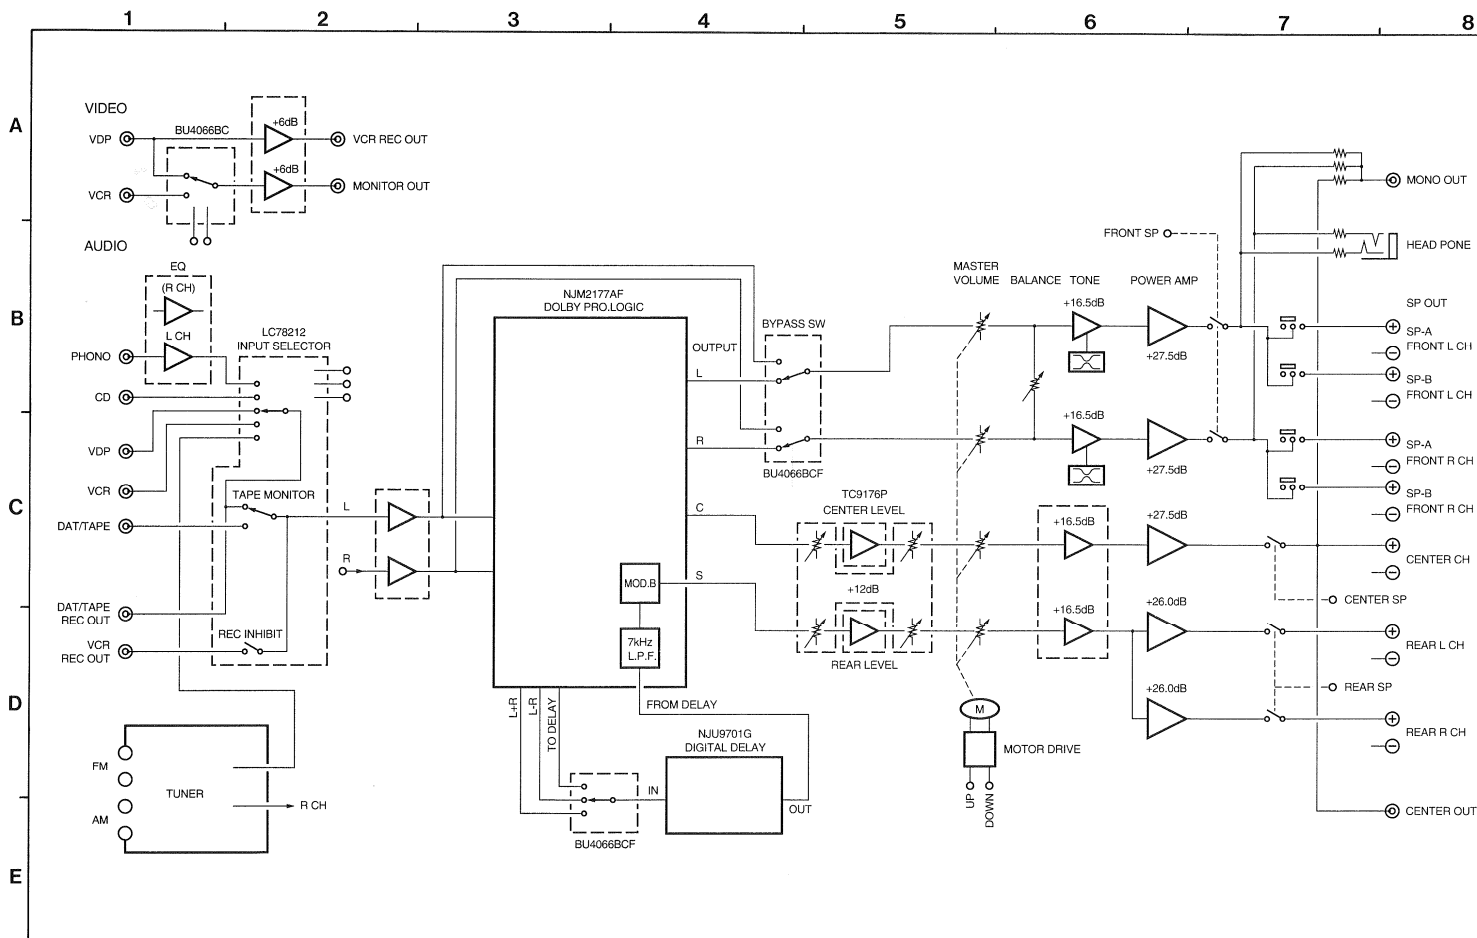 1 2 3 4 5 6 7 8
A
B
C
D
E
VIDEO
VDP
BU4066BC
+6dB
VCR REC OUT
VCR
+6dB
MONITOR OUT
AUDIO
EQ
(R CH)
L CH
PHONO
LC78212
INPUT SELECTOR
CD
VDP
VCR
TAPE MONITOR
DAT/TAPE
L
R
DAT/TAPE
REC OUT
REC INHIBIT
VCR
REC OUT
FM
TUNER
AM
R CH
NJM2177AF
DOLBY PRO.LOGIC
OUTPUT
L
R
C
S
MOD.B
7kHz
L.P.F.
L+R
L-R
TO DELAY
FROM DELAY
NJU9701G
DIGITAL DELAY
IN
OUT
BU4066BCF
BYPASS SW
BU4066BCF
TC9176P
CENTER LEVEL
+12dB
REAR LEVEL
MASTER
VOLUME
BALANCE
TONE
POWER AMP
FRONT SP
+16.5dB
+27.5dB
+16.5dB
+27.5dB
+16.5dB
+27.5dB
+16.5dB
+26.0dB
+26.0dB
M
MOTOR DRIVE
UP
DOWN
MONO OUT
HEAD PONE
SP OUT
SP-A
FRONT L CH
SP-B
FRONT L CH
SP-A
FRONT R CH
SP-B
FRONT R CH
CENTER CH
CENTER SP
REAR L CH
REAR SP
REAR R CH
CENTER OUT